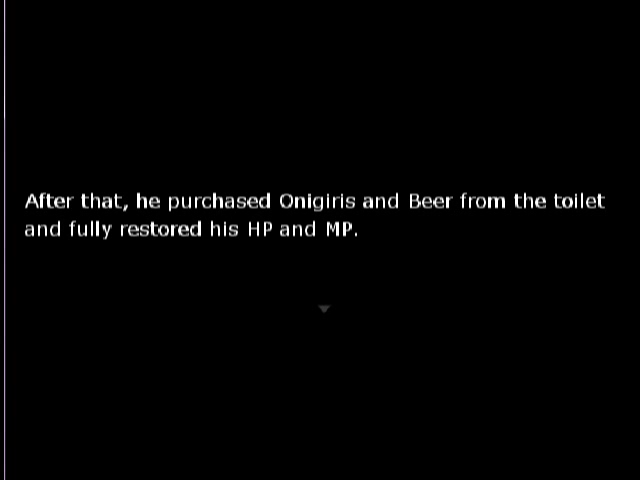 After that, he purchased Onigiris and Beer from the toilet
and fully restored his HP and MP.